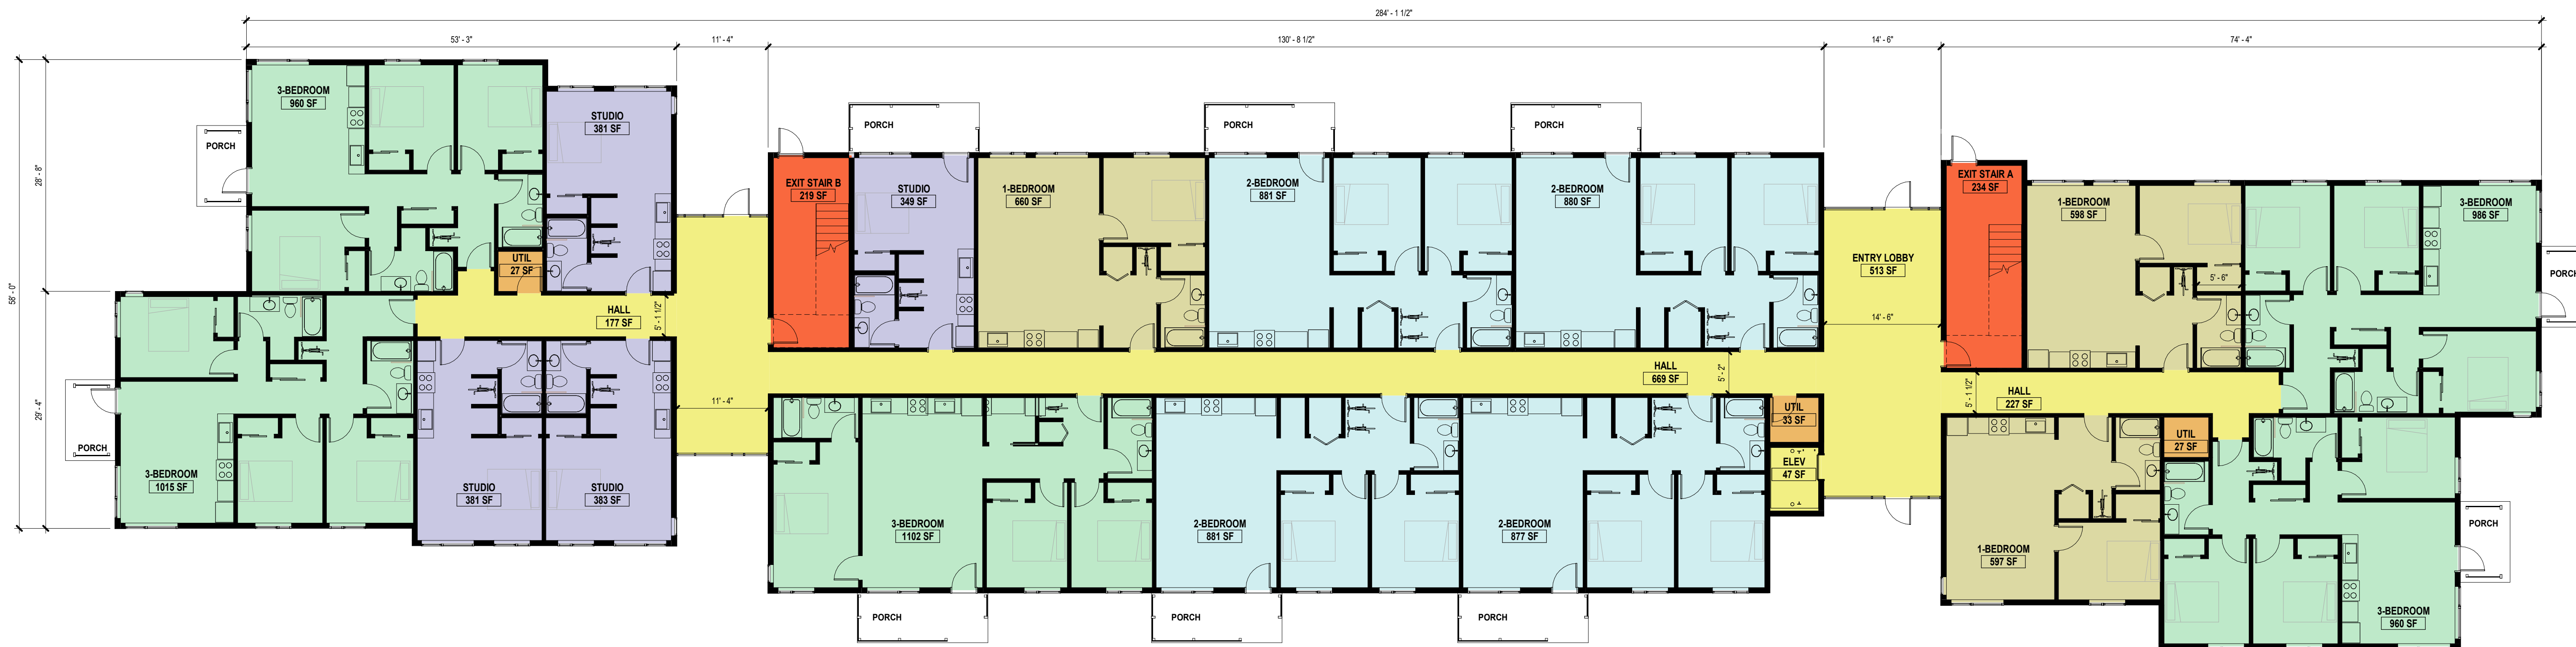 284' - 1 1/2"
53' - 3"
11' - 4"
130' - 8 1/2"
14' - 6"
74' - 4"
58' - 0"
28' - 8"
29' - 4"
3-BEDROOM
960 SF
PORCH
STUDIO
381 SF
UTIL
27 SF
HALL
177 SF
5' - 1 1/2"
3-BEDROOM
1015 SF
PORCH
STUDIO
381 SF
STUDIO
383 SF
11' - 4"
EXIT STAIR B
219 SF
PORCH
STUDIO
349 SF
1-BEDROOM
660 SF
PORCH
2-BEDROOM
881 SF
PORCH
2-BEDROOM
880 SF
HALL
669 SF
5' - 2"
3-BEDROOM
1102 SF
PORCH
2-BEDROOM
881 SF
PORCH
2-BEDROOM
877 SF
PORCH
UTIL
33 SF
ELEV
47 SF
ENTRY LOBBY
513 SF
14' - 6"
EXIT STAIR A
234 SF
1-BEDROOM
598 SF
5' - 6"
3-BEDROOM
986 SF
PORCH
HALL
227 SF
5' - 1 1/2"
1-BEDROOM
597 SF
UTIL
27 SF
PORCH
3-BEDROOM
960 SF